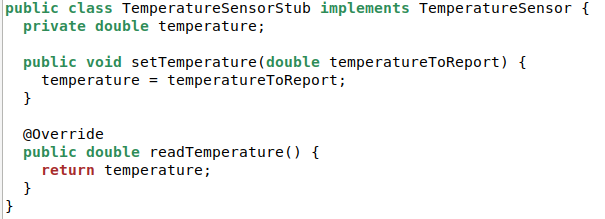 public class TemperatureSensorStub implements TemperatureSensor {
  private double temperature;

  public void setTemperature(double temperatureToReport) {
    temperature = temperatureToReport;
  }

  @Override
  public double readTemperature() {
    return temperature;
  }
}